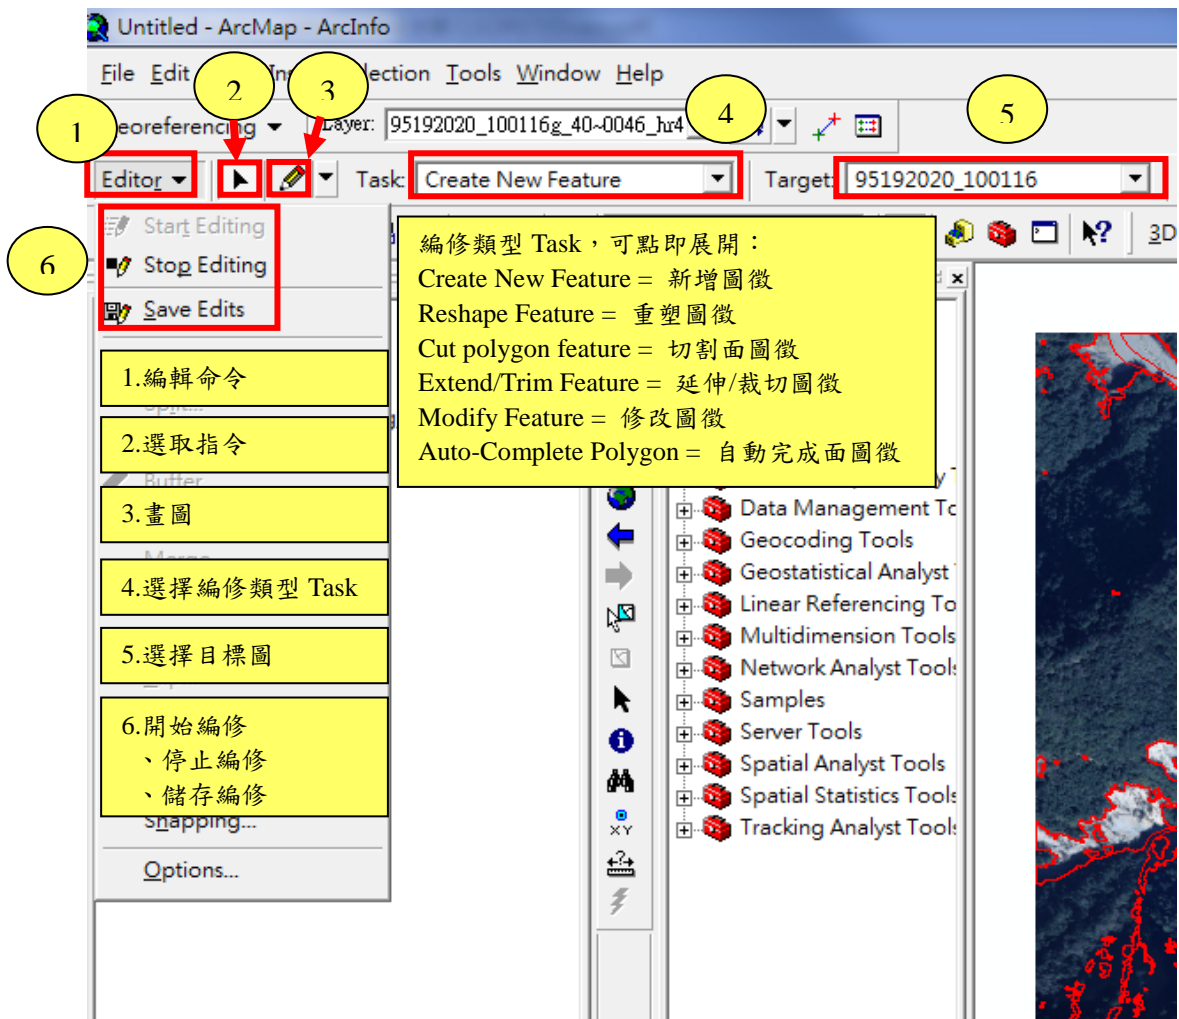 Untitled - ArcMap - ArcInfo
File Edit Selection Tools Window Help
1
2
3
4
5
6
Georeferencing
Layer: 95192020_100116g_40~0046_hr4
Editor
Task: Create New Feature
Target: 95192020_100116
Start Editing
Stop Editing
Save Edits
3D
編修類型 Task，可點即展開：
Create New Feature = 新增圖徵
Reshape Feature = 重塑圖徵
Cut polygon feature = 切割面圖徵
Extend/Trim Feature = 延伸/裁切圖徵
Modify Feature = 修改圖徵
Auto-Complete Polygon = 自動完成面圖徵
1.編輯命令
2.選取指令
Buffer
3.畫圖
Merge
4.選擇編修類型 Task
5.選擇目標圖
6.開始編修
、停止編修
、儲存編修
Snapping...
Options...
XY
Data Management To
Geocoding Tools
Geostatistical Analyst
Linear Referencing To
Multidimension Tools
Network Analyst Tools
Samples
Server Tools
Spatial Analyst Tools
Spatial Statistics Tools
Tracking Analyst Tools